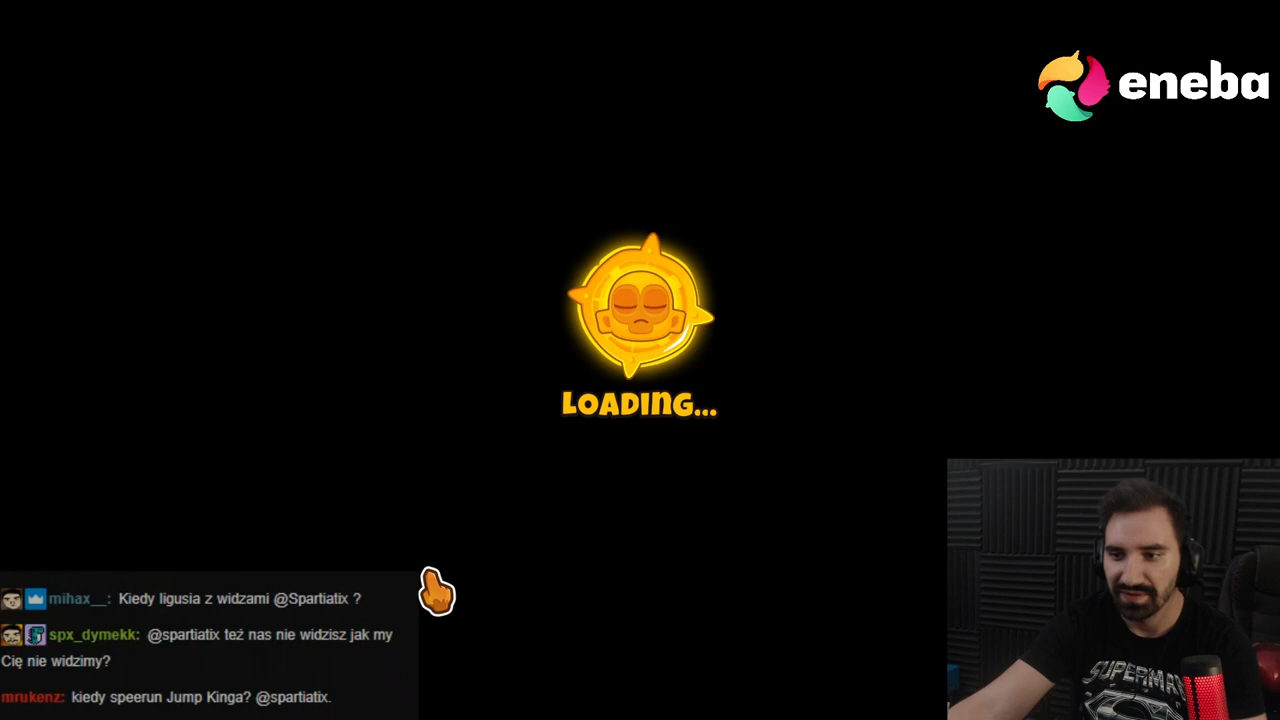 eneba
LOADING...
mihax__: Kiedy ligusia z widzami @Spartiatix ?
spx_dymekk: @spartiatix też nas nie widzisz jak my
Cię nie widzimy?
mrukenz: kiedy speerun Jump Kinga? @spartiatix.
SUPERMAN